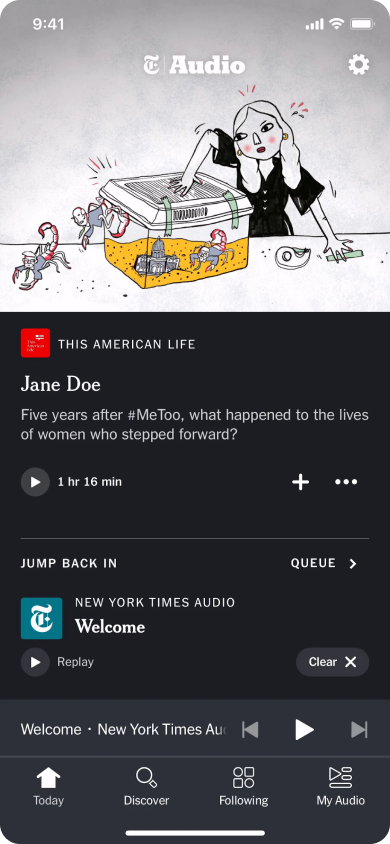 9:41
T Audio
THIS AMERICAN LIFE
Jane Doe
Five years after #MeToo, what happened to the lives
of women who stepped forward?
1 hr 16 min
JUMP BACK IN
QUEUE
T
NEW YORK TIMES AUDIO
Welcome
Replay
Clear
Welcome · New York Times Au
Today
Discover
Following
My Audio